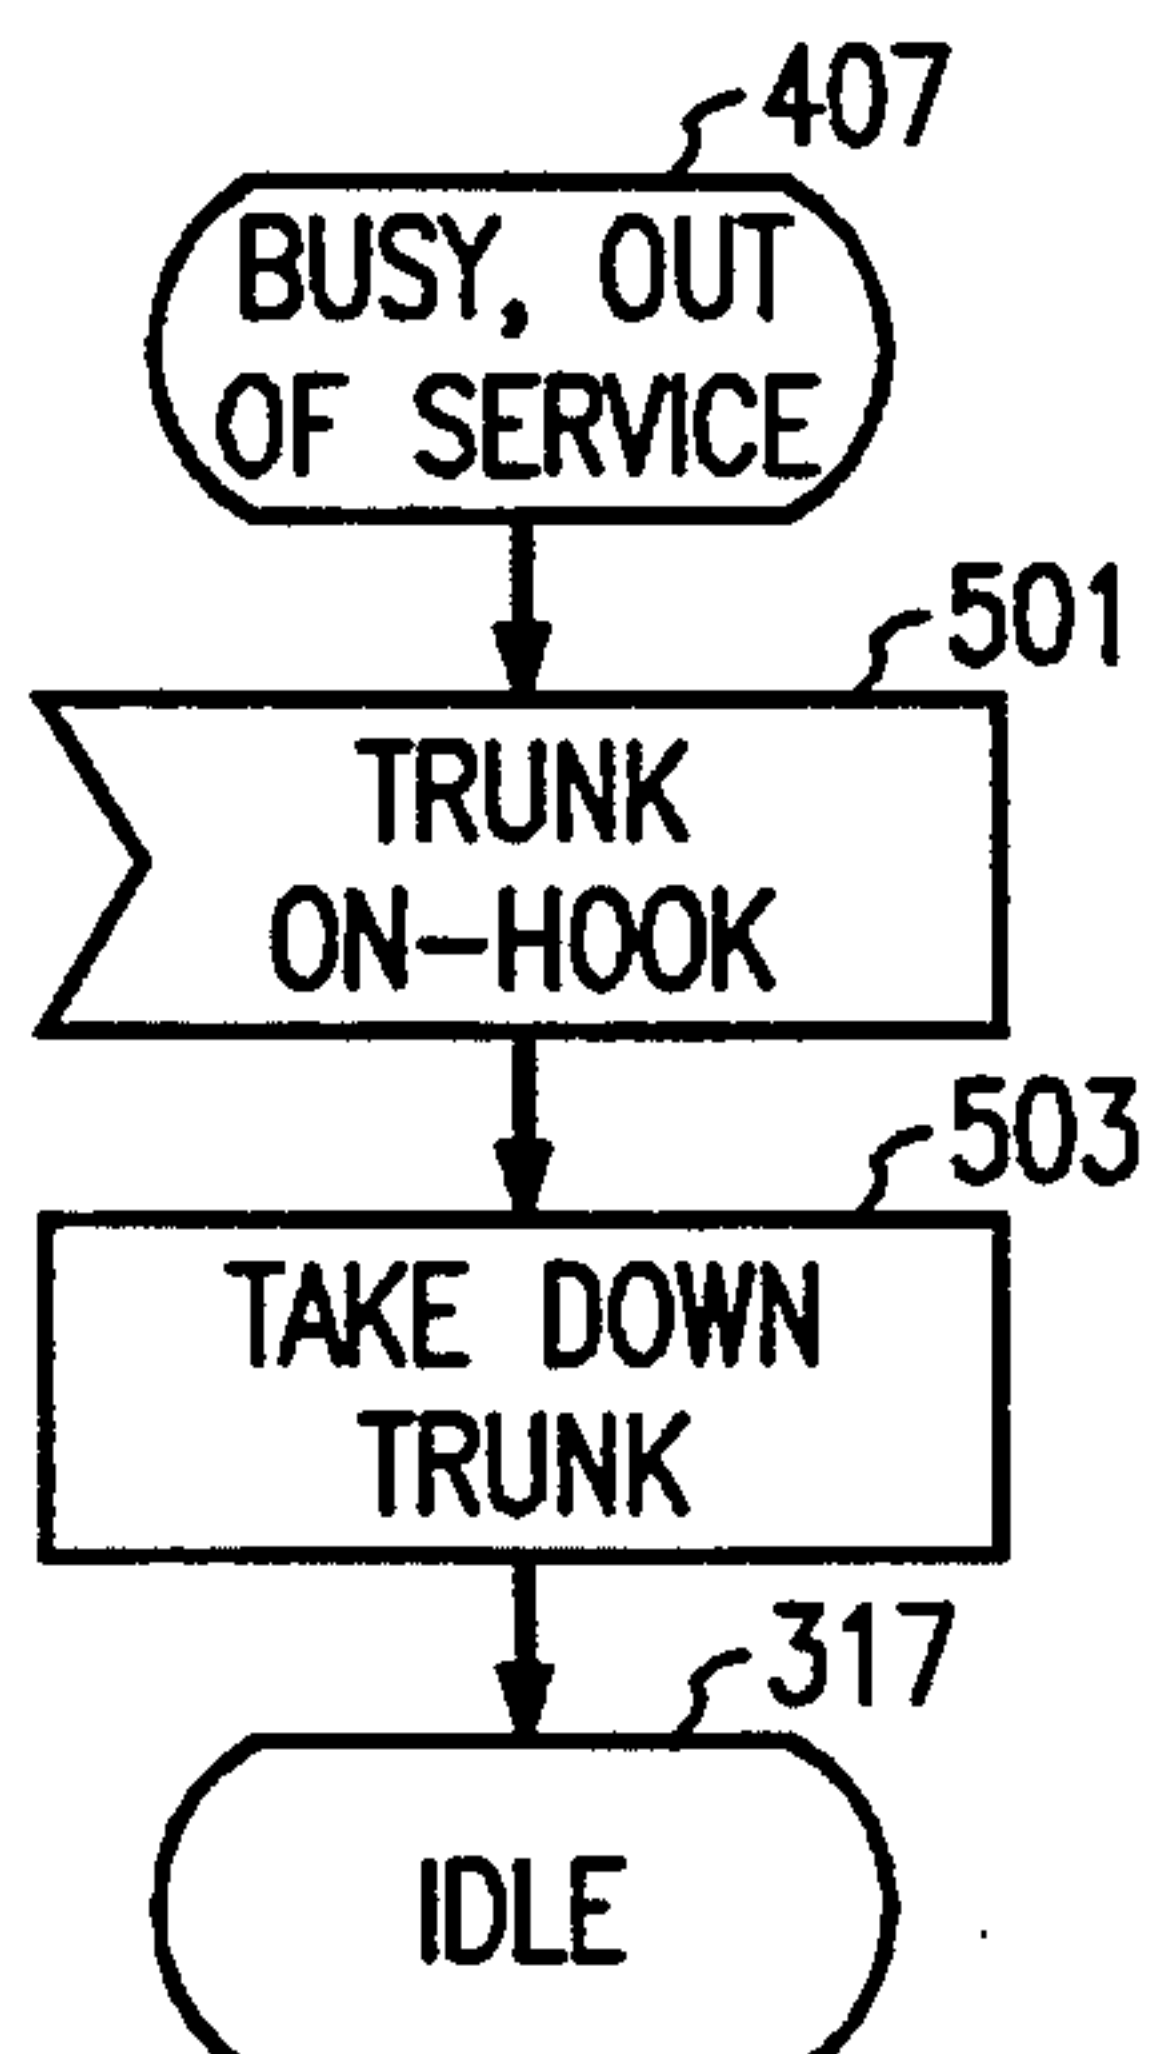 407
BUSY, OUT
OF SERVICE
501
TRUNK
ON-HOOK
503
TAKE DOWN
TRUNK
317
IDLE